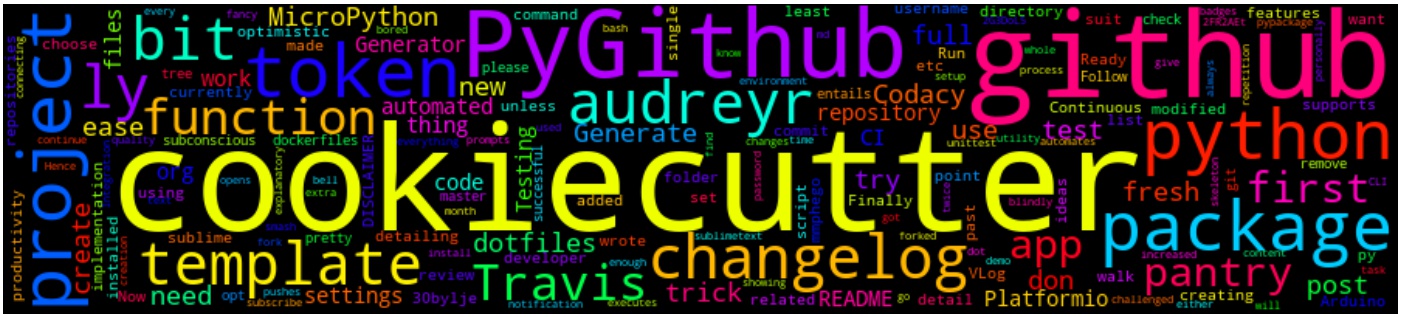 cookiecutter
github
PyGithub
project
package
python
changelog
template
audreyr
token
function
Travis
bit
first
pantry
ly
app
MicroPython
Generator
optimistic
command
bash
single
least
username
full
directory
suit
check
badges
features
pypackage
want
files
choose
made
bored
please
know
md
etc
Run
setup
whole
process
Ready
Follow
give
always
repetition
personally
repositories
connecting
tree
work
currently
new
environment
entails
Codacy
repository
Continuous
modified
supports
ease
automated
thing
unless
Generate
commit
changes
time
CI
use
unittest
utility
automates
test
list
continue
quality
subconscious
dockerfiles
everything
prompts
used
Testing
successful
find
remove
Hence
org
using
opens
explanatory
bell
extra
DISCLAIMER
code
master
month
folder
added
set
password
script
try
Finally
mmphego
got
point
twice
blindly
ideas
fresh
skeleton
git
CLI
productivity
create
implementation
installed
creation
sublime
fork
smash
pretty
detailing
install
dotfiles
developer
wrote
enough
sublimetext
forked
past
dot
demo
VLog
don
walk
increased
content
py
task
Now
need
opt
pushes
subscribe
settings
review
30bylje
notification
executes
trick
showing
related
README
go
detail
Platformio
challenged
creating
either
will
post
Arduino